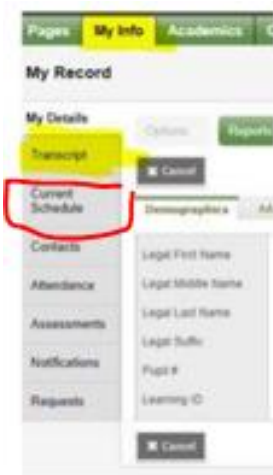 Pages My Info Academics
My Record
My Details
Options Reports
Transcript
Cancel
Current
Schedule
Demographics
Contacts
Legal First Name
Attendance
Legal Middle Name
Legal Last Name
Assessments
Legal Suffix
Notifications
Pupil #
Requests
Learning ID
Cancel